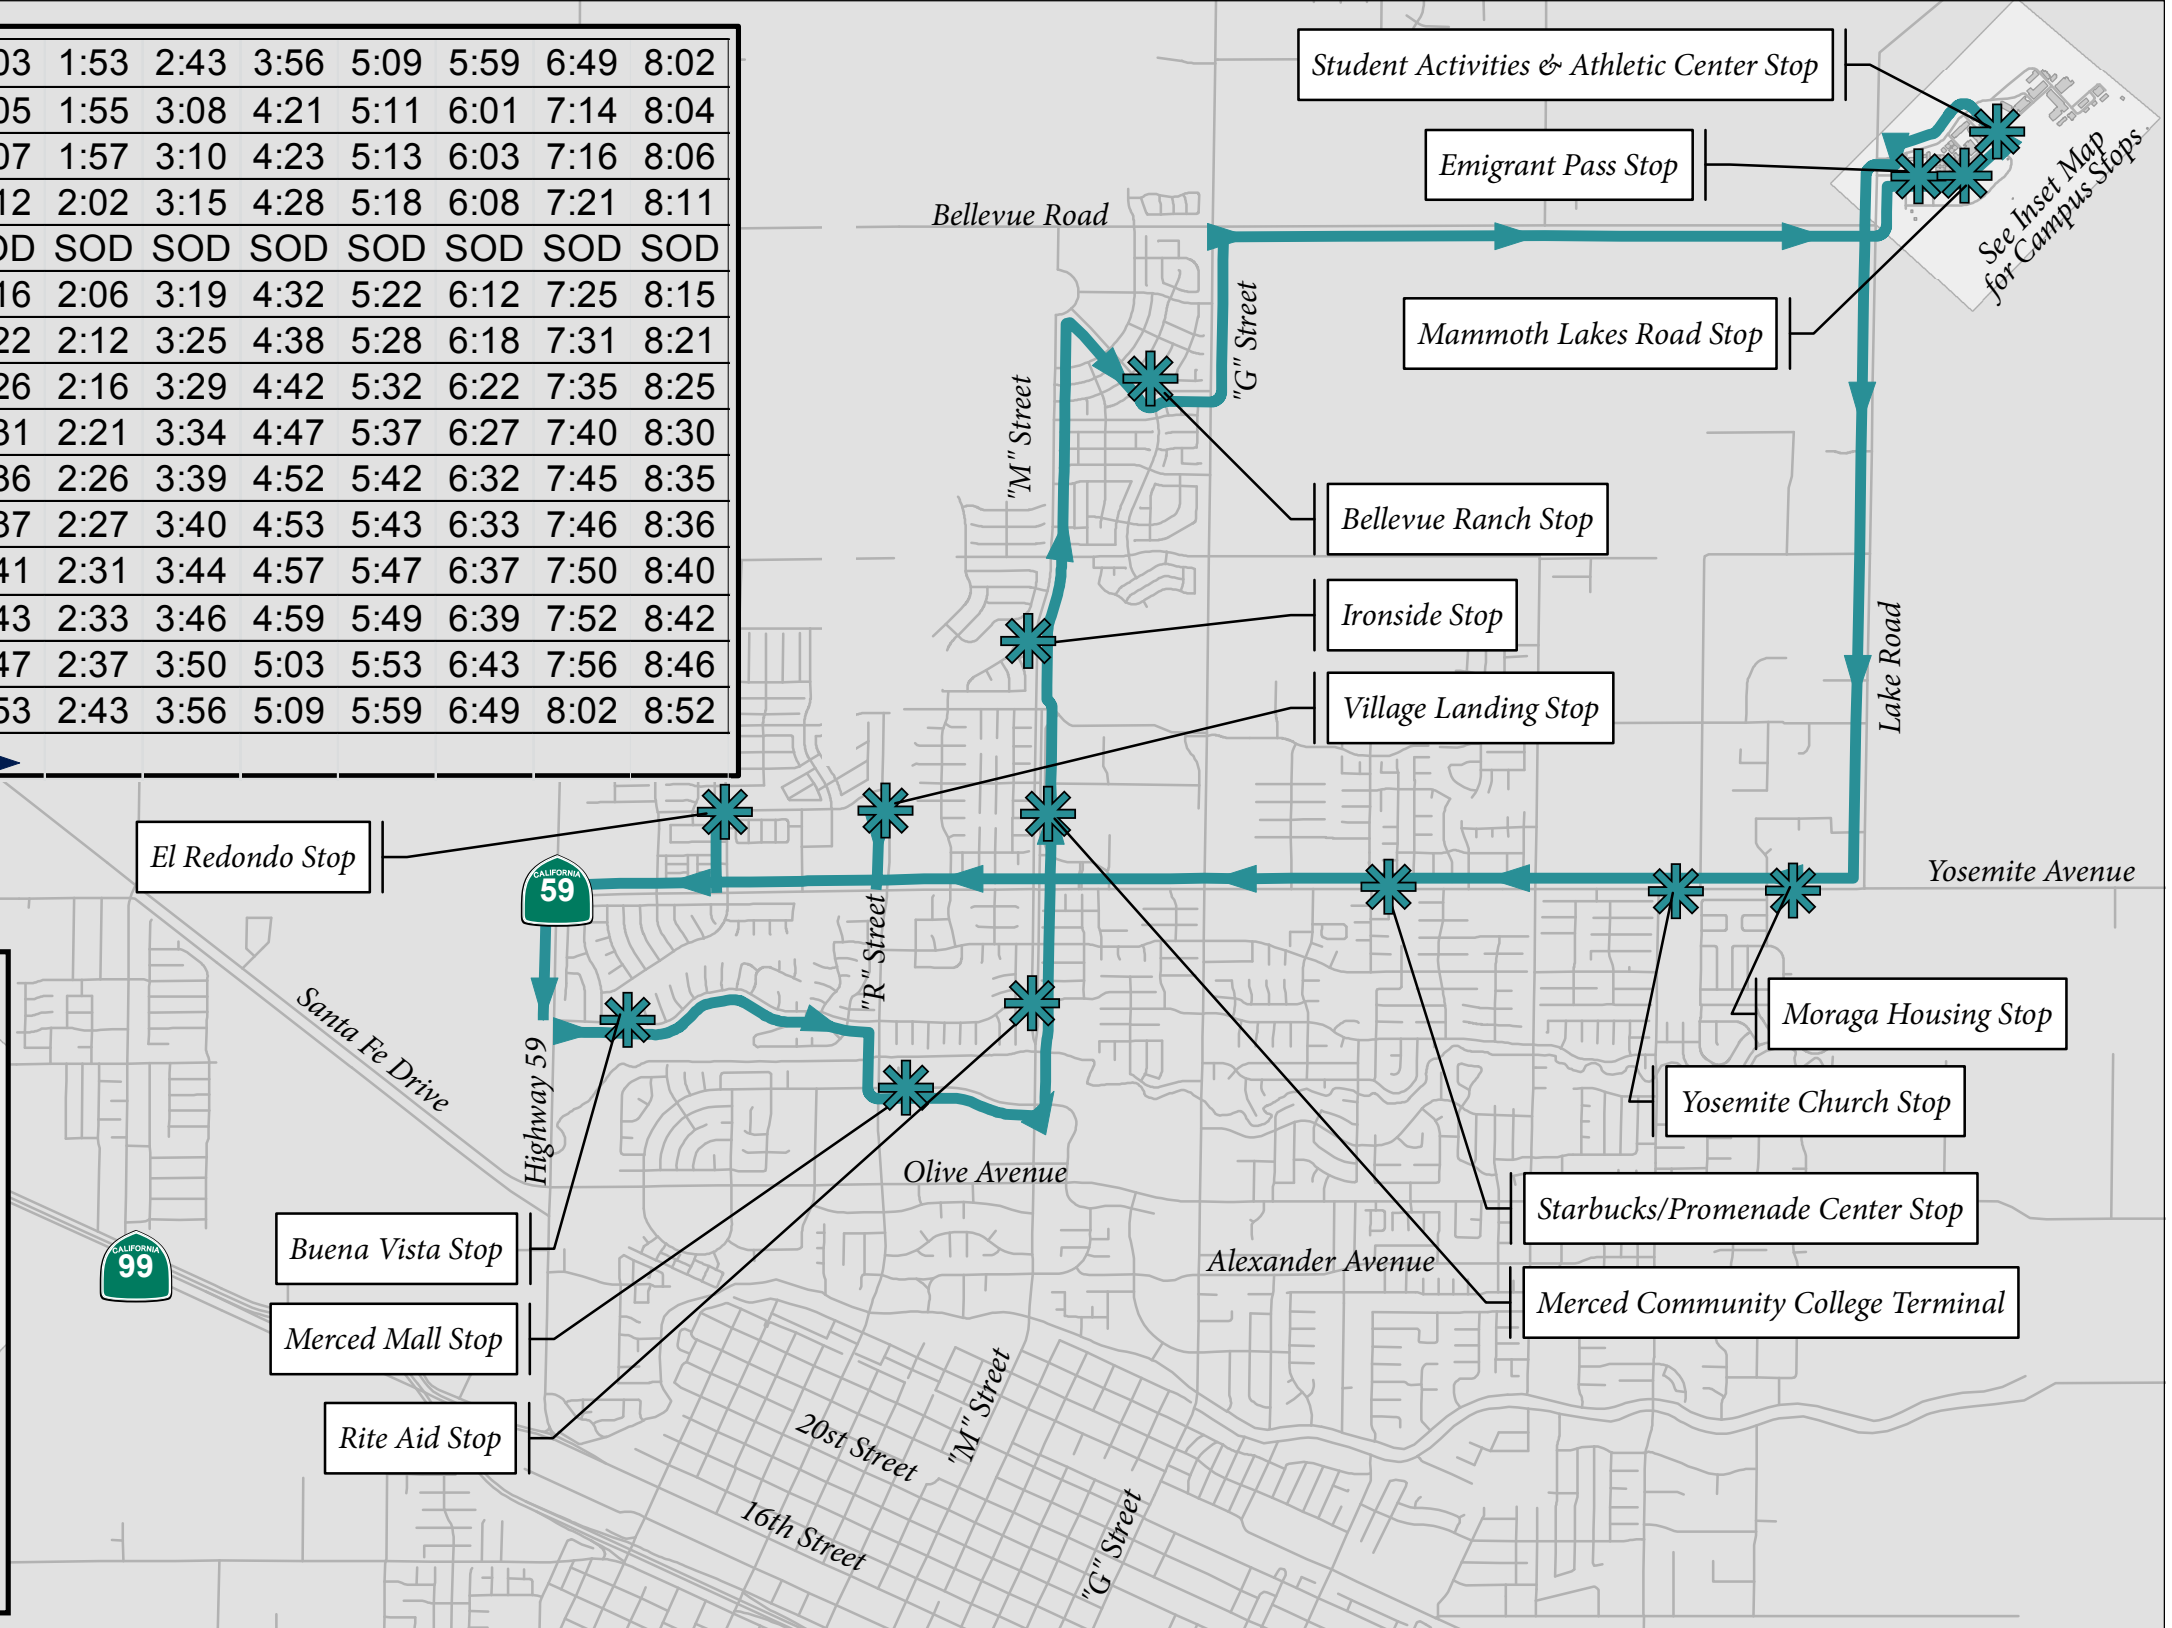 03 1:53 2:43 3:56 5:09 5:59 6:49 8:02
05 1:55 3:08 4:21 5:11 6:01 7:14 8:04
07 1:57 3:10 4:23 5:13 6:03 7:16 8:06
12 2:02 3:15 4:28 5:18 6:08 7:21 8:11
OD SOD SOD SOD SOD SOD SOD SOD
16 2:06 3:19 4:32 5:22 6:12 7:25 8:15
22 2:12 3:25 4:38 5:28 6:18 7:31 8:21
26 2:16 3:29 4:42 5:32 6:22 7:35 8:25
31 2:21 3:34 4:47 5:37 6:27 7:40 8:30
36 2:26 3:39 4:52 5:42 6:32 7:45 8:35
37 2:27 3:40 4:53 5:43 6:33 7:46 8:36
41 2:31 3:44 4:57 5:47 6:37 7:50 8:40
43 2:33 3:46 4:59 5:49 6:39 7:52 8:42
47 2:37 3:50 5:03 5:53 6:43 7:56 8:46
53 2:43 3:56 5:09 5:59 6:49 8:02 8:52
Student Activities & Athletic Center Stop
Emigrant Pass Stop
See Inset Map
for Campus Stops
Bellevue Road
"G" Street
Mammoth Lakes Road Stop
"M" Street
Bellevue Ranch Stop
Ironside Stop
Lake Road
Village Landing Stop
El Redondo Stop
CALIFORNIA
59
Yosemite Avenue
"R" Street
Santa Fe Drive
Highway 59
Moraga Housing Stop
Yosemite Church Stop
Olive Avenue
Starbucks/Promenade Center Stop
Buena Vista Stop
CALIFORNIA
99
Alexander Avenue
Merced Community College Terminal
Merced Mall Stop
Rite Aid Stop
"M" Street
20st Street
16th Street
"G" Street